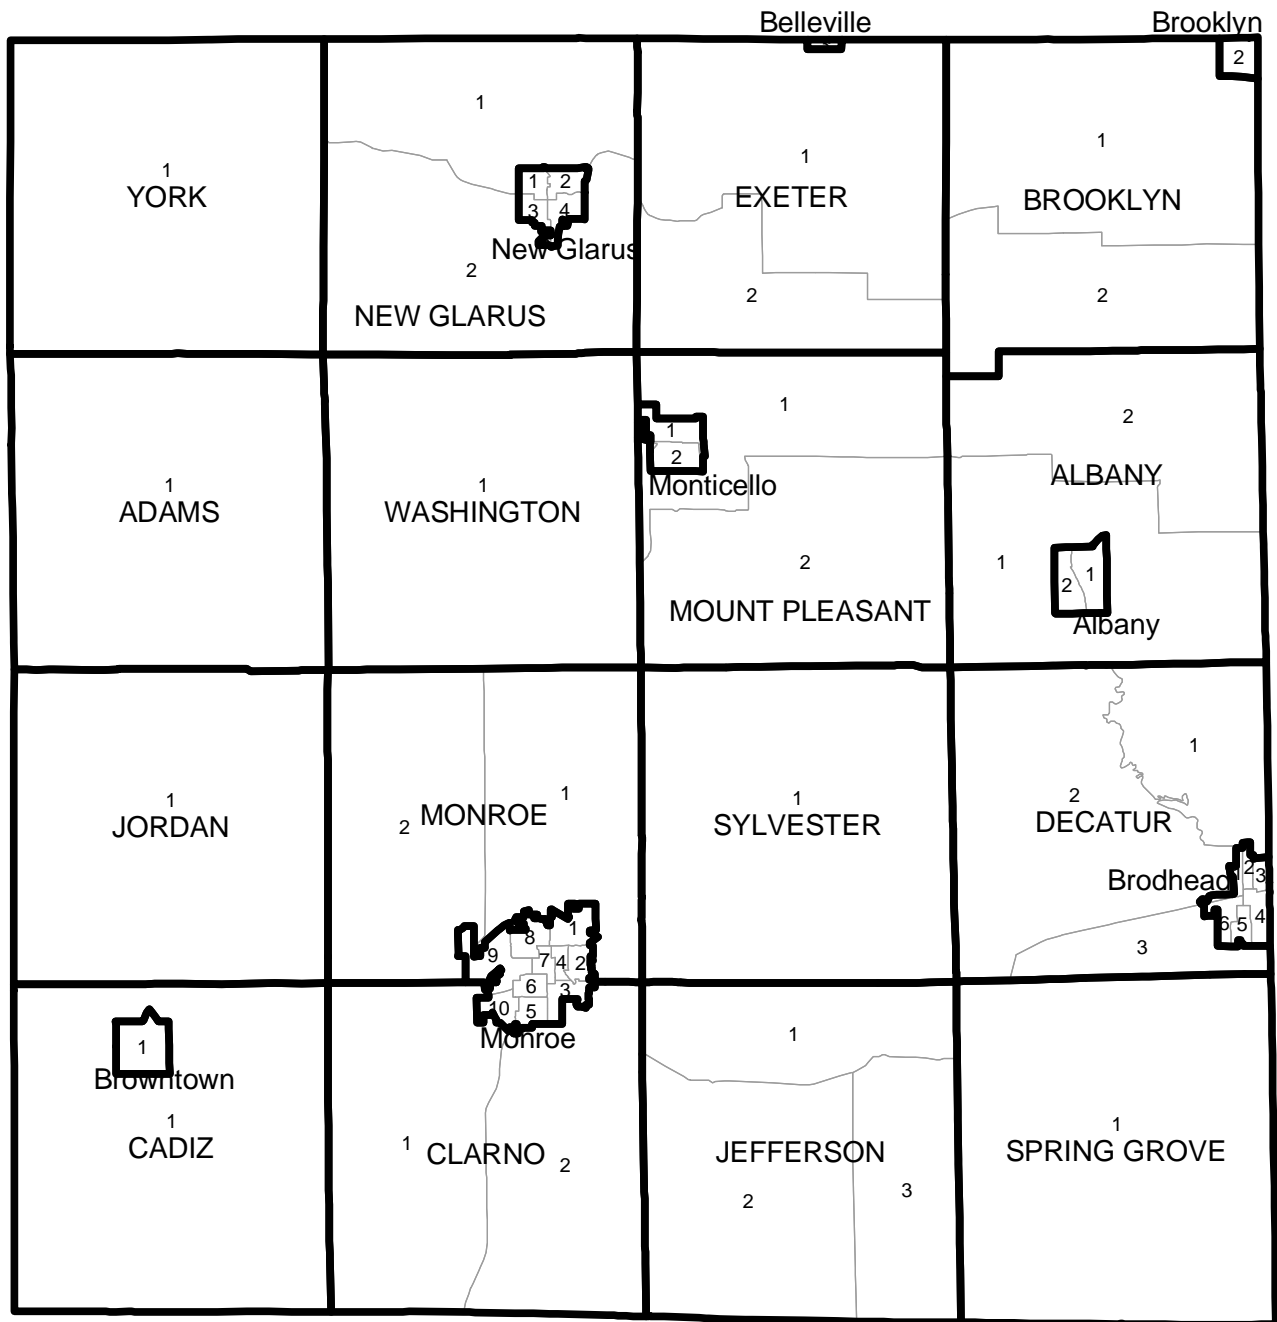 Belleville
Brooklyn
2
1
1
YORK
1
2
3
4
New Glarus
2
NEW GLARUS
1
EXETER
2
1
BROOKLYN
2
1
ADAMS
1
WASHINGTON
1
1
2
Monticello
2
MOUNT PLEASANT
2
ALBANY
1
2
1
Albany
1
JORDAN
2
MONROE
1
1
SYLVESTER
1
2
DECATUR
Brodhead
1
2
3
6
5
4
3
8
1
9
7
4
2
6
3
10
5
Monroe
1
Browntown
1
CADIZ
1
CLARNO
2
1
JEFFERSON
2
3
1
SPRING GROVE